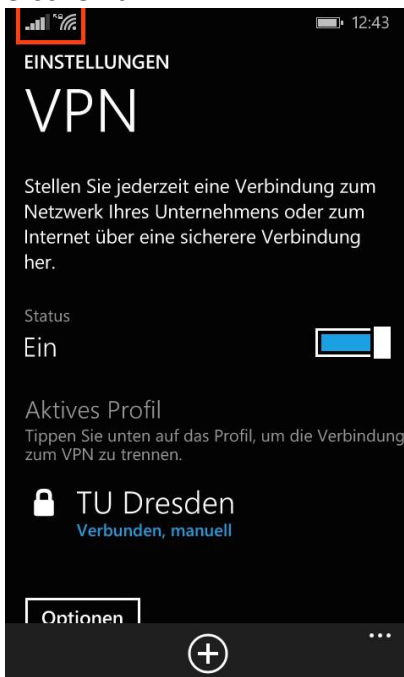 12:43
EINSTELLUNGEN
VPN
Stellen Sie jederzeit eine Verbindung zum
Netzwerk Ihres Unternehmens oder zum
Internet über eine sicherere Verbindung
her.
Status
Ein
Aktives Profil
Tippen Sie unten auf das Profil, um die Verbindung
zum VPN zu trennen.
TU Dresden
Verbunden, manuell
Optionen